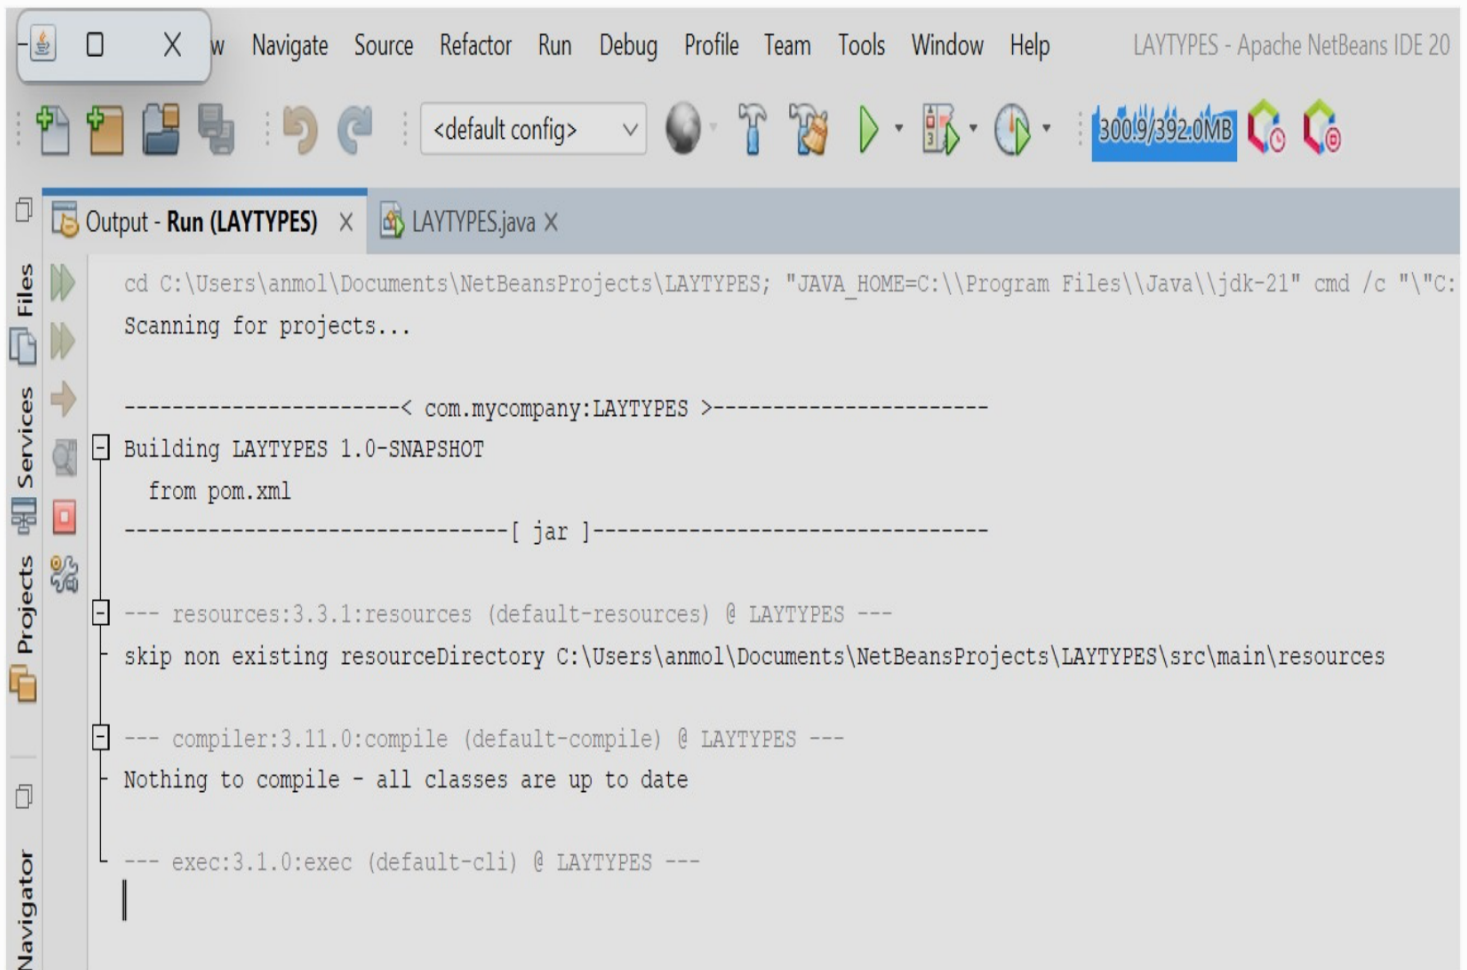 w Navigate Source Refactor Run Debug Profile Team Tools Window Help LAYTYPES - Apache NetBeans IDE 20
<default config> 300.9/392.0MB
Output - Run (LAYTYPES) LAYTYPES.java
cd C:\Users\anmol\Documents\NetBeansProjects\LAYTYPES; "JAVA_HOME=C:\\Program Files\\Java\\jdk-21" cmd /c "\"C:
Scanning for projects...
-----------------------< com.mycompany:LAYTYPES >-----------------------
Building LAYTYPES 1.0-SNAPSHOT
from pom.xml
--------------------------------[ jar ]---------------------------------
--- resources:3.3.1:resources (default-resources) @ LAYTYPES ---
skip non existing resourceDirectory C:\Users\anmol\Documents\NetBeansProjects\LAYTYPES\src\main\resources
--- compiler:3.11.0:compile (default-compile) @ LAYTYPES ---
Nothing to compile - all classes are up to date
--- exec:3.1.0:exec (default-cli) @ LAYTYPES ---
Files
Services
Projects
Navigator